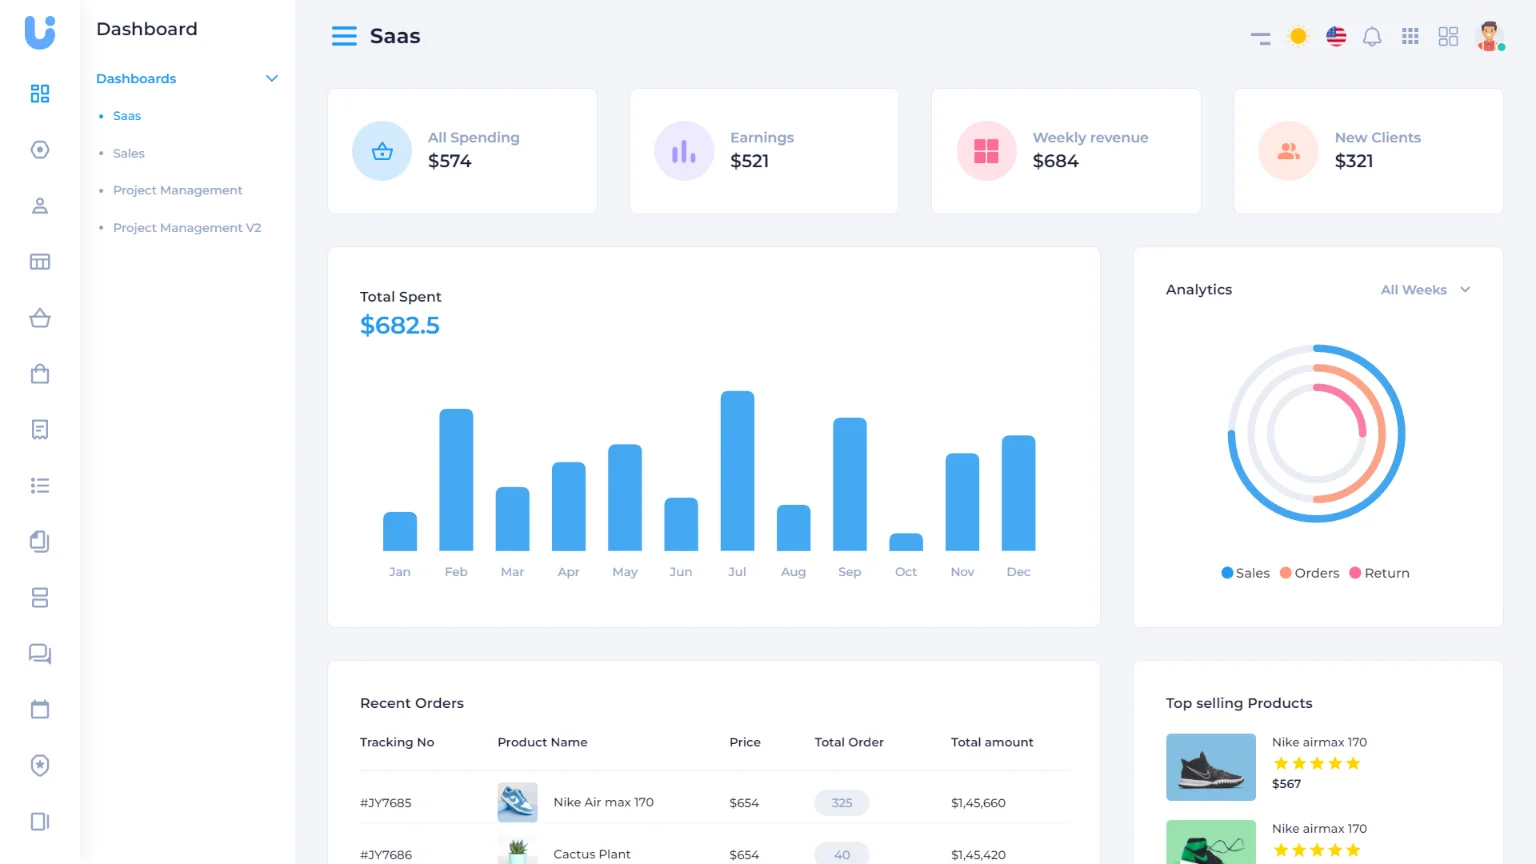 Dashboard
Dashboards
Saas
Sales
Project Management
Project Management V2
Saas
All Spending
$574
Earnings
$521
Weekly revenue
$684
New Clients
$321
Total Spent
$682.5
Jan Feb Mar Apr May Jun Jul Aug Sep Oct Nov Dec
Analytics All Weeks
Sales Orders Return
Recent Orders
Tracking No Product Name Price Total Order Total amount
#JY7685 Nike Air max 170 $654 325 $1,45,660
#JY7686 Cactus Plant $654 40 $1,45,420
Top selling Products
Nike airmax 170
$567
Nike airmax 170